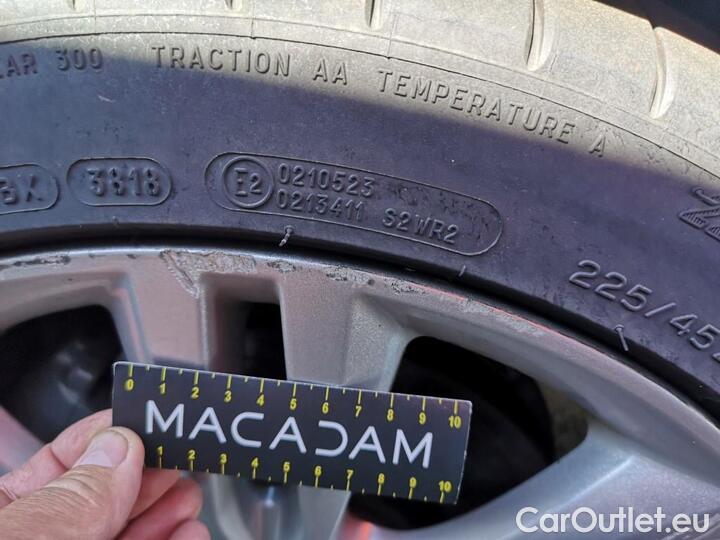 300 TRACTION AA TEMPERATURE A
3818
E2
0210523
0213411 S2WR2
225/45
0 1 2 3 4 5 6 7 8 9 10
MACADAM
1 2 3 4 5 6 7 8 9 10
CarOutlet.eu